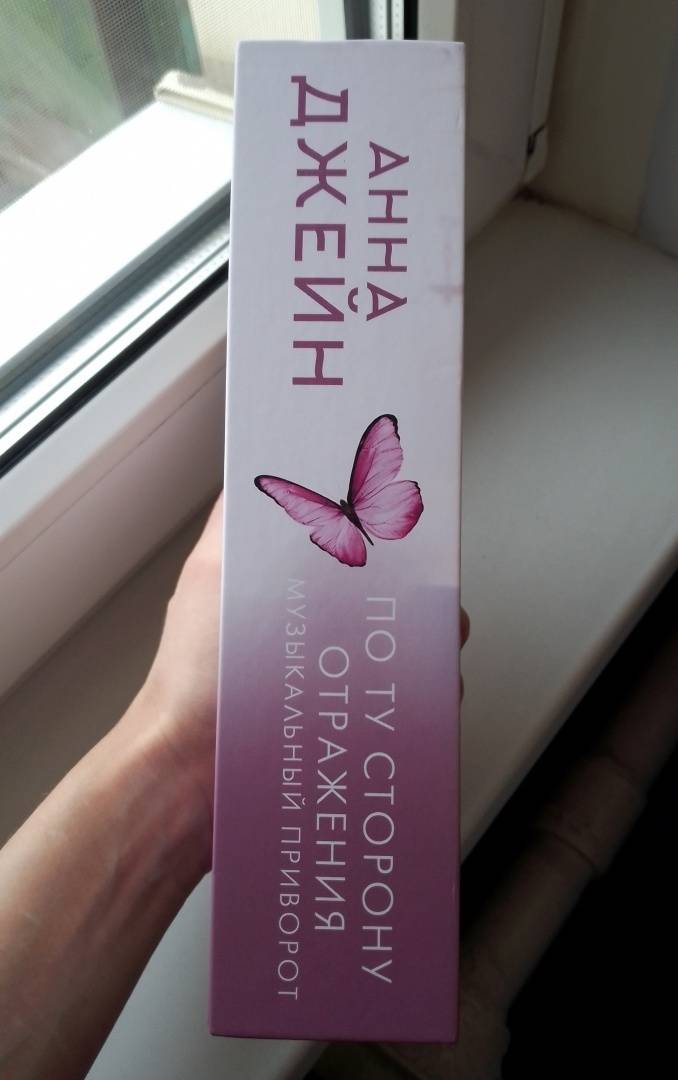 АННА
ДЖЕЙН
ПО ТУ СТОРОНУ
ОТРАЖЕНИЯ
МУЗЫКАЛЬНЫЙ ПРИВОРОТ